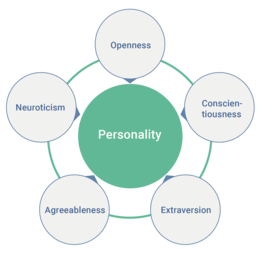 Openness
Conscien-
tiousness
Neuroticism
Personality
Agreeableness
Extraversion